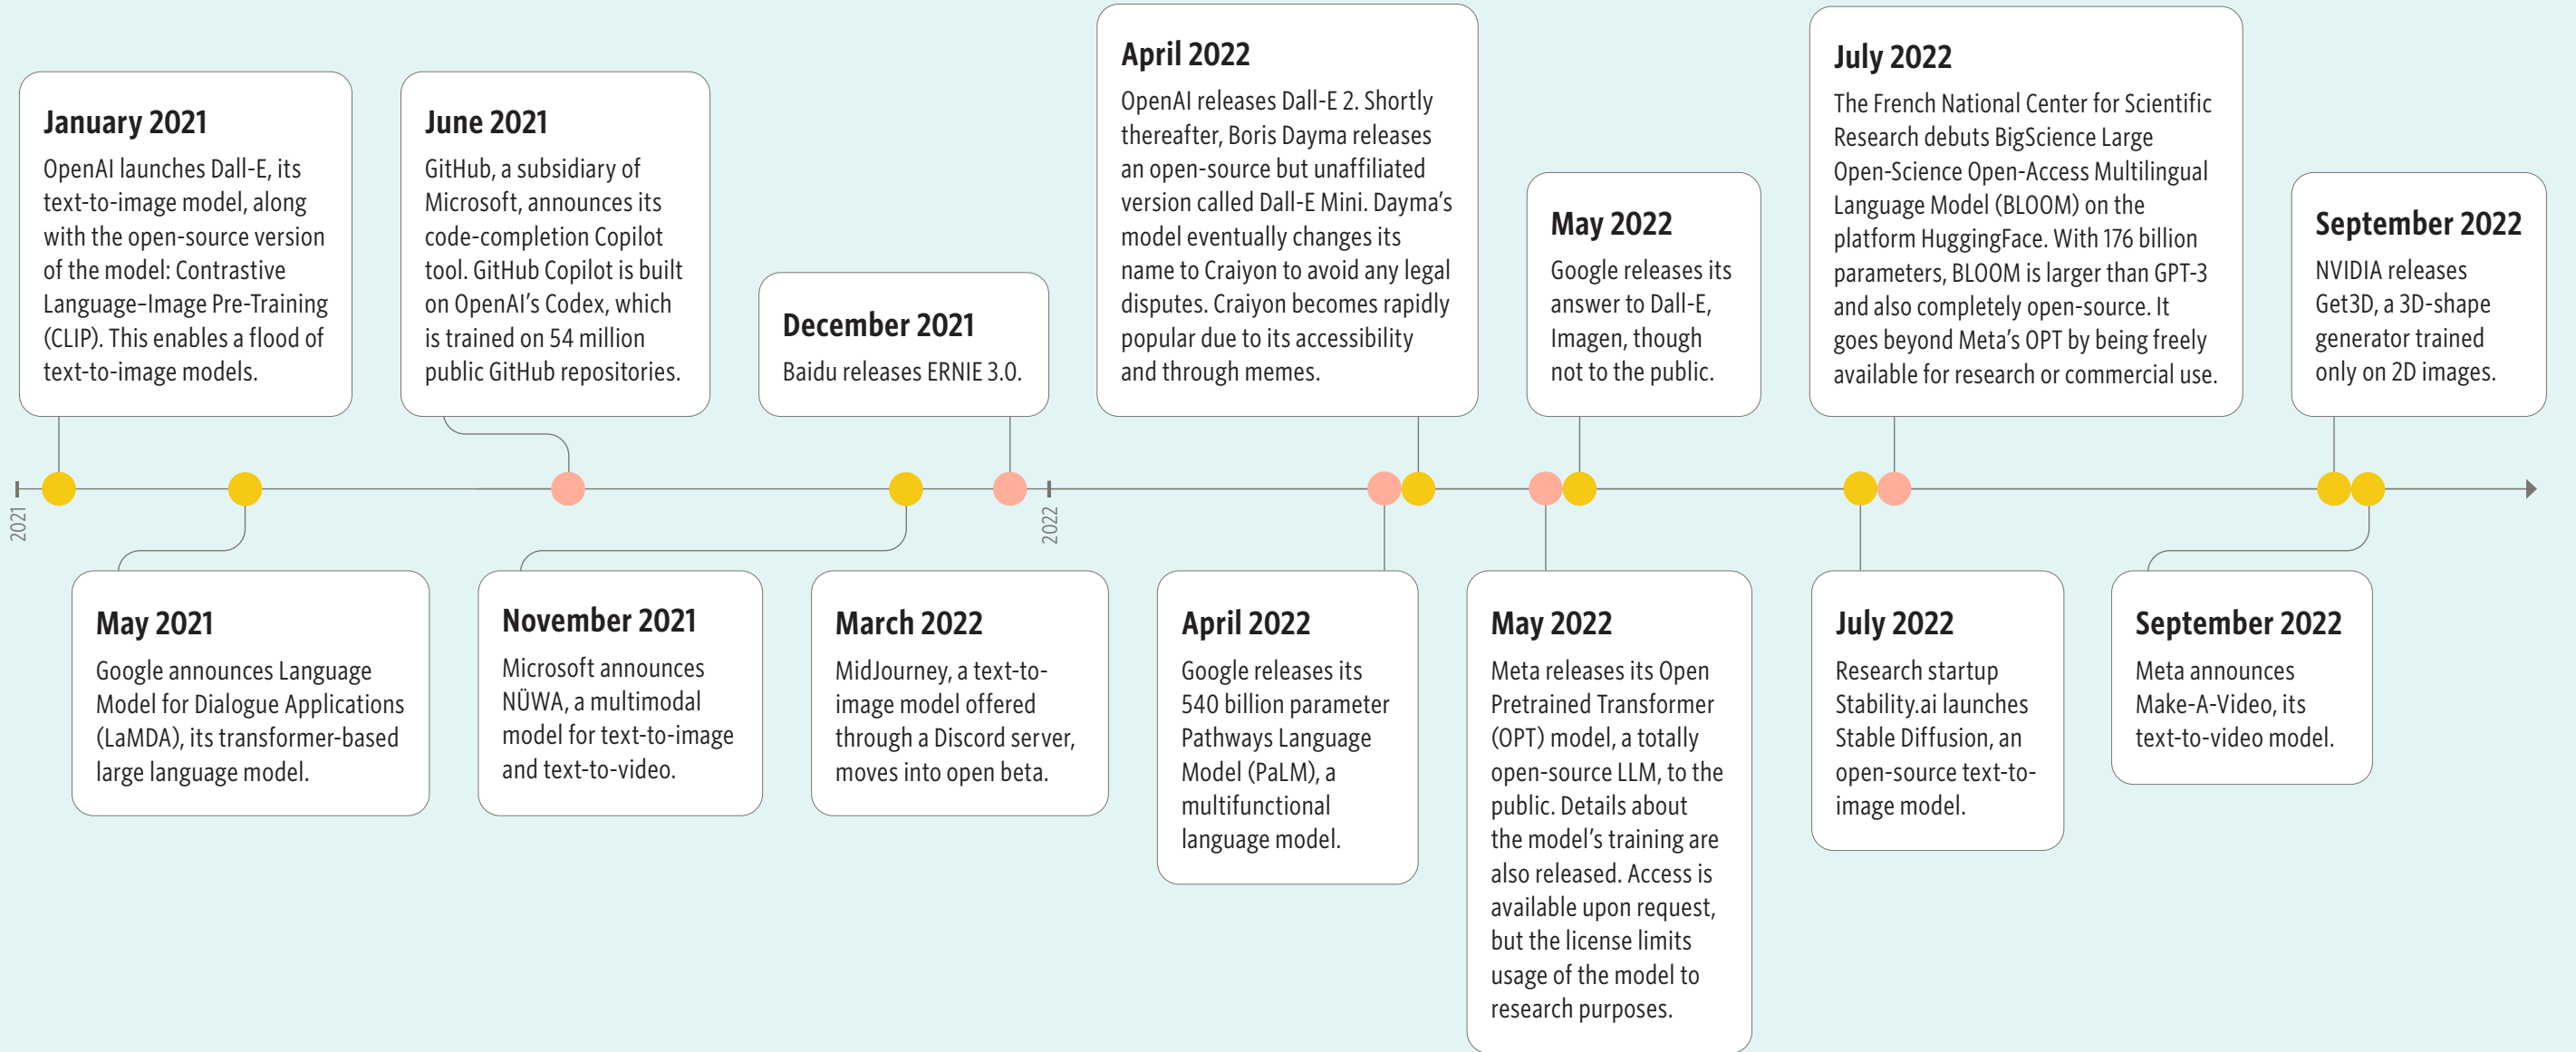 January 2021
OpenAI launches Dall-E, its
text-to-image model, along
with the open-source version
of the model: Contrastive
Language–Image Pre-Training
(CLIP). This enables a flood of
text-to-image models.
June 2021
GitHub, a subsidiary of
Microsoft, announces its
code-completion Copilot
tool. GitHub Copilot is built
on OpenAI’s Codex, which
is trained on 54 million
public GitHub repositories.
December 2021
Baidu releases ERNIE 3.0.
April 2022
OpenAI releases Dall-E 2. Shortly
thereafter, Boris Dayma releases
an open-source but unaffiliated
version called Dall-E Mini. Dayma’s
model eventually changes its
name to Craiyon to avoid any legal
disputes. Craiyon becomes rapidly
popular due to its accessibility
and through memes.
May 2022
Google releases its
answer to Dall-E,
Imagen, though
not to the public.
July 2022
The French National Center for Scientific
Research debuts BigScience Large
Open-Science Open-Access Multilingual
Language Model (BLOOM) on the
platform HuggingFace. With 176 billion
parameters, BLOOM is larger than GPT-3
and also completely open-source. It
goes beyond Meta’s OPT by being freely
available for research or commercial use.
September 2022
NVIDIA releases
Get3D, a 3D-shape
generator trained
only on 2D images.
2021
2022
May 2021
Google announces Language
Model for Dialogue Applications
(LaMDA), its transformer-based
large language model.
November 2021
Microsoft announces
NÜWA, a multimodal
model for text-to-image
and text-to-video.
March 2022
MidJourney, a text-to-
image model offered
through a Discord server,
moves into open beta.
April 2022
Google releases its
540 billion parameter
Pathways Language
Model (PaLM), a
multifunctional
language model.
May 2022
Meta releases its Open
Pretrained Transformer
(OPT) model, a totally
open-source LLM, to the
public. Details about
the model’s training are
also released. Access is
available upon request,
but the license limits
usage of the model to
research purposes.
July 2022
Research startup
Stability.ai launches
Stable Diffusion, an
open-source text-to-
image model.
September 2022
Meta announces
Make-A-Video, its
text-to-video model.